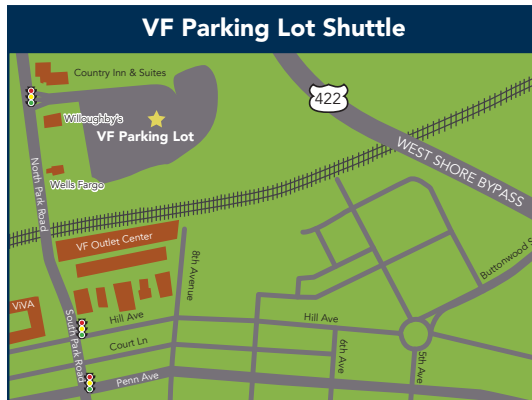 VF Parking Lot Shuttle
Country Inn & Suites
422
Willoughby's
VF Parking Lot
WEST SHORE BYPASS
North Park Road
Wells Fargo
VF Outlet Center
8th Avenue
Buttonwood S
ViVA
Hill Ave
Hill Ave
South Park Road
Court Ln
6th Ave
5th Ave
Penn Ave